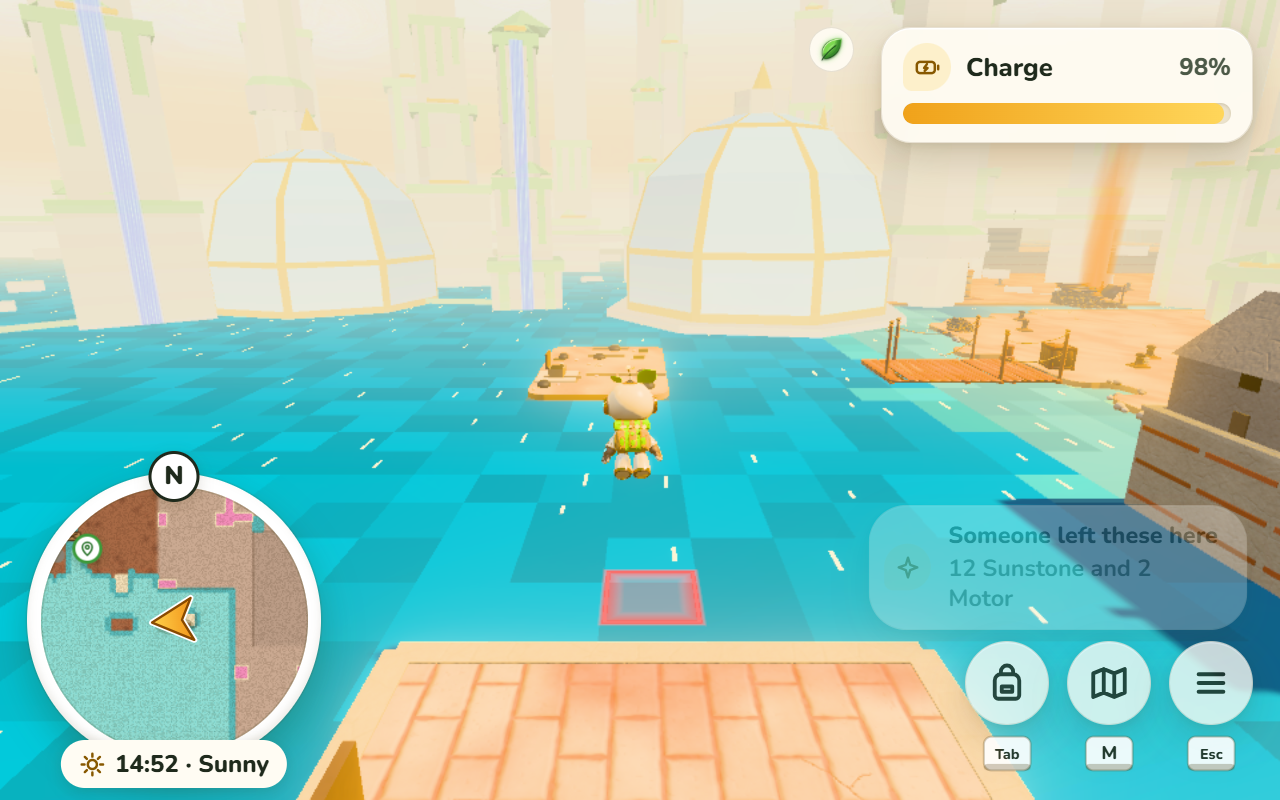 Charge 98%
Someone left these here
12 Sunstone and 2
Motor
N
14:52 · Sunny
Tab
M
Esc